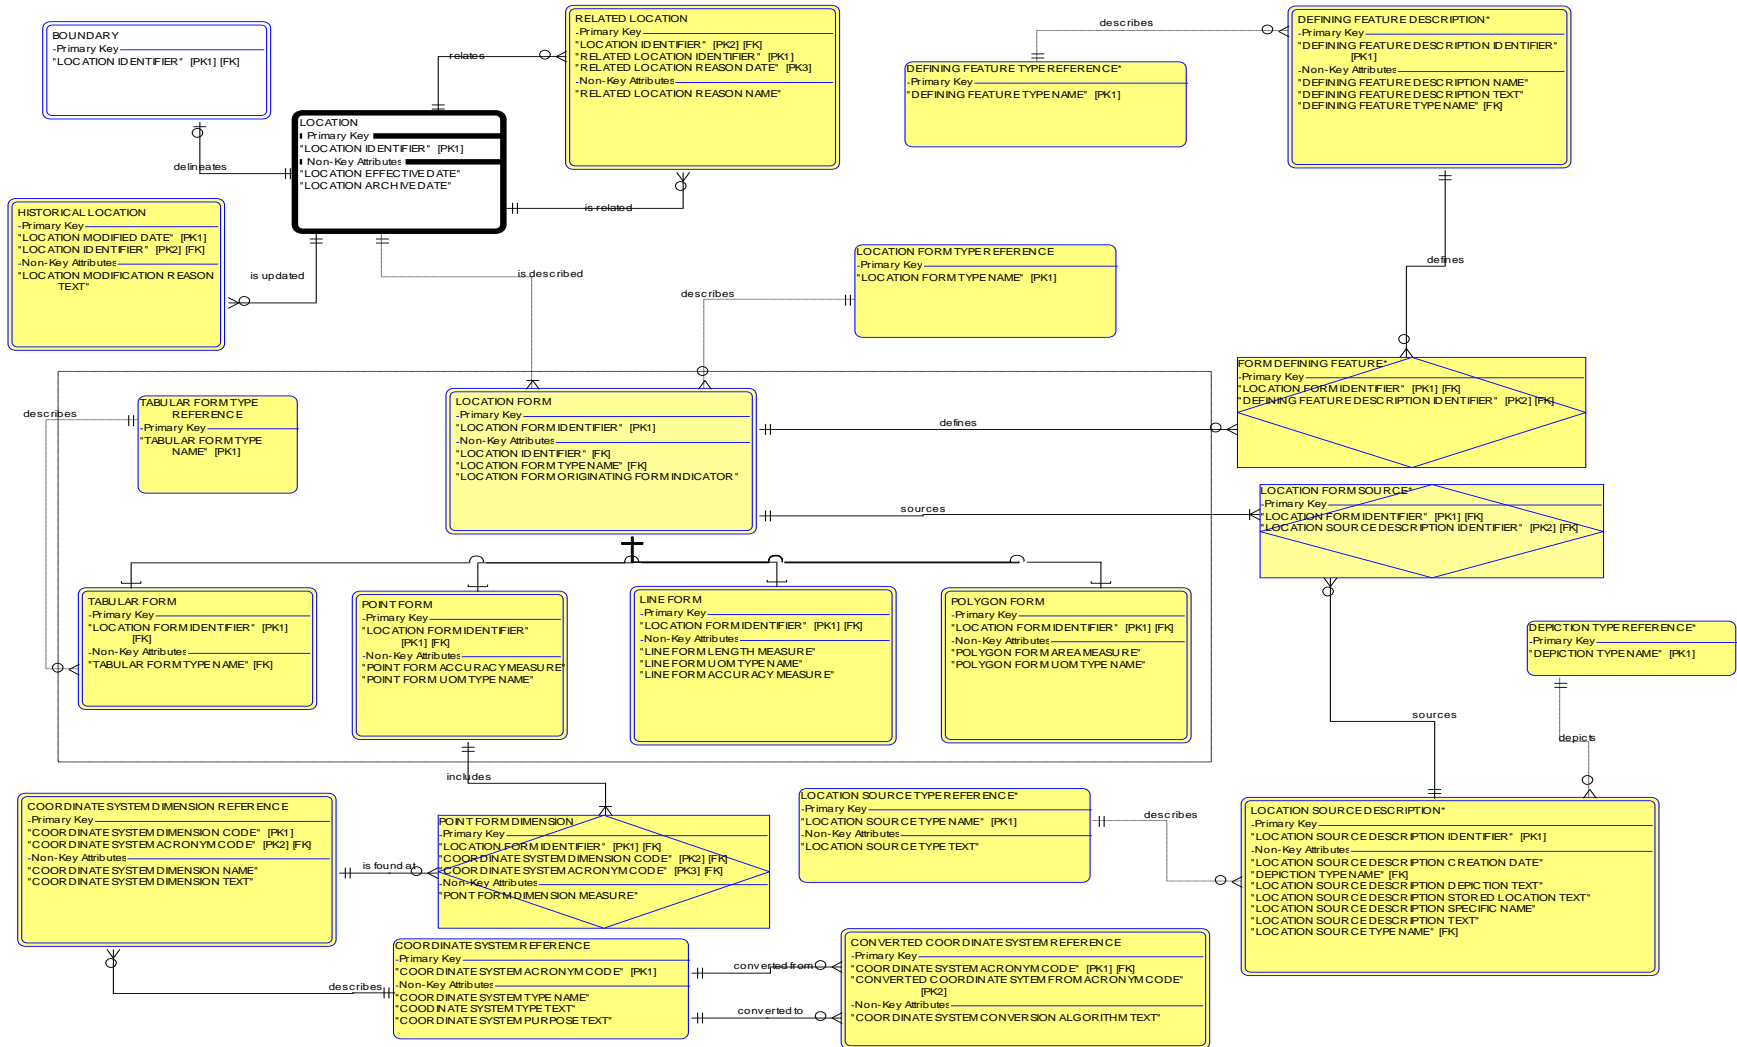 BOUNDARY
-Primary Key
"LOCATION IDENTIFIER" [PK1] [FK]
RELATED LOCATION
-Primary Key
"LOCATION IDENTIFIER" [PK2] [FK]
"RELATED LOCATION IDENTIFIER" [PK1]
"RELATED LOCATION REASON DATE" [PK3]
-Non-Key Attributes
"RELATED LOCATION REASON NAME"
relates
describes
DEFINING FEATURE TYPE REFERENCE*
-Primary Key
"DEFINING FEATURE TYPE NAME" [PK1]
DEFINING FEATURE DESCRIPTION*
-Primary Key
"DEFINING FEATURE DESCRIPTION IDENTIFIER"
[PK1]
-Non-Key Attributes
"DEFINING FEATURE DESCRIPTION NAME"
"DEFINING FEATURE DESCRIPTION TEXT"
"DEFINING FEATURE TYPE NAME" [FK]
LOCATION
Primary Key
"LOCATION IDENTIFIER" [PK1]
Non-Key Attributes
"LOCATION EFFECTIVE DATE"
"LOCATION ARCHIVE DATE"
delineates
is related
HISTORICAL LOCATION
-Primary Key
"LOCATION MODIFIED DATE" [PK1]
"LOCATION IDENTIFIER" [PK2] [FK]
-Non-Key Attributes
"LOCATION MODIFICATION REASON
TEXT"
is updated
is described
LOCATION FORM TYPE REFERENCE
-Primary Key
"LOCATION FORM TYPE NAME" [PK1]
describes
defines
FORM DEFINING FEATURE*
-Primary Key
"LOCATION FORM IDENTIFIER" [PK1] [FK]
"DEFINING FEATURE DESCRIPTION IDENTIFIER" [PK2] [FK]
describes
TABULAR FORM TYPE
REFERENCE
-Primary Key
"TABULAR FORM TYPE
NAME" [PK1]
LOCATION FORM
-Primary Key
"LOCATION FORM IDENTIFIER" [PK1]
-Non-Key Attributes
"LOCATION IDENTIFIER" [FK]
"LOCATION FORM TYPE NAME" [FK]
"LOCATION FORM ORIGINATING FORM INDICATOR"
defines
sources
LOCATION FORM SOURCE*
-Primary Key
"LOCATION FORM IDENTIFIER" [PK1] [FK]
"LOCATION SOURCE DESCRIPTION IDENTIFIER" [PK2] [FK]
TABULAR FORM
-Primary Key
"LOCATION FORM IDENTIFIER" [PK1]
[FK]
-Non-Key Attributes
"TABULAR FORM TYPE NAME" [FK]
POINT FORM
-Primary Key
"LOCATION FORM IDENTIFIER"
[PK1] [FK]
-Non-Key Attributes
"POINT FORM ACCURACY MEASURE"
"POINT FORM UOM TYPE NAME"
LINE FORM
-Primary Key
"LOCATION FORM IDENTIFIER" [PK1] [FK]
-Non-Key Attributes
"LINE FORM LENGTH MEASURE"
"LINE FORM UOM TYPE NAME"
"LINE FORM ACCURACY MEASURE"
POLYGON FORM
-Primary Key
"LOCATION FORM IDENTIFIER" [PK1] [FK]
-Non-Key Attributes
"POLYGON FORM AREA MEASURE"
"POLYGON FORM UOM TYPE NAME"
DEPICTION TYPE REFERENCE*
-Primary Key
"DEPICTION TYPE NAME" [PK1]
sources
depicts
includes
COORDINATE SYSTEM DIMENSION REFERENCE
-Primary Key
"COORDINATE SYSTEM DIMENSION CODE" [PK1]
"COORDINATE SYSTEM ACRONYM CODE" [PK2] [FK]
-Non-Key Attributes
"COORDINATE SYSTEM DIMENSION NAME"
"COORDINATE SYSTEM DIMENSION TEXT"
is found at
POINT FORM DIMENSION
-Primary Key
"LOCATION FORM IDENTIFIER" [PK1] [FK]
"COORDINATE SYSTEM DIMENSION CODE" [PK2] [FK]
"COORDINATE SYSTEM ACRONYM CODE" [PK3] [FK]
-Non-Key Attributes
"PONT FORM DIMENSION MEASURE"
LOCATION SOURCE TYPE REFERENCE*
-Primary Key
"LOCATION SOURCE TYPE NAME" [PK1]
-Non-Key Attributes
"LOCATION SOURCE TYPE TEXT"
describes
LOCATION SOURCE DESCRIPTION*
-Primary Key
"LOCATION SOURCE DESCRIPTION IDENTIFIER" [PK1]
-Non-Key Attributes
"LOCATION SOURCE DESCRIPTION CREATION DATE"
"DEPICTION TYPE NAME" [FK]
"LOCATION SOURCE DESCRIPTION DEPICTION TEXT"
"LOCATION SOURCE DESCRIPTION STORED LOCATION TEXT"
"LOCATION SOURCE DESCRIPTION SPECIFIC NAME"
"LOCATION SOURCE DESCRIPTION TEXT"
"LOCATION SOURCE TYPE NAME" [FK]
describes
COORDINATE SYSTEM REFERENCE
-Primary Key
"COORDINATE SYSTEM ACRONYM CODE" [PK1]
-Non-Key Attributes
"COORDINATE SYSTEM TYPE NAME"
"COODINATE SYSTEM TYPE TEXT"
"COORDINATE SYSTEM PURPOSE TEXT"
converted from
converted to
CONVERTED COORDINATE SYSTEM REFERENCE
-Primary Key
"COORDINATE SYSTEM ACRONYM CODE" [PK1] [FK]
"CONVERTED COORDINATE SYTEM FROM ACRONYM CODE"
[PK2]
-Non-Key Attributes
"COORDINATE SYSTEM CONVERSION ALGORITHM TEXT"